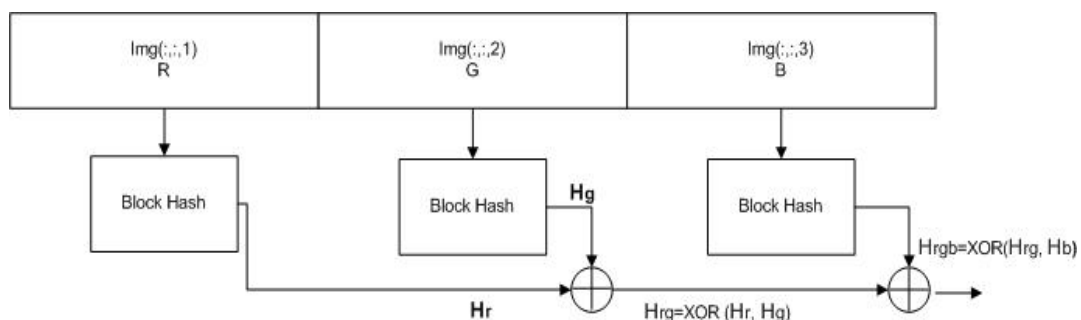 Img(:,:,1)
R
Img(:,:,2)
G
Img(:,:,3)
B
Block Hash
Block Hash
Block Hash
Hg
Hrgb=XOR(Hrg, Hb)
Hr
Hrg=XOR (Hr, Hg)